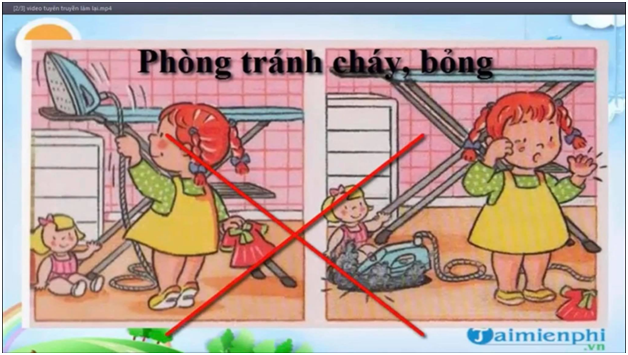 [2/3] video tuyên truyền làm lại.mp4
Phòng tránh cháy, bỏng
Taimienphi
.vn